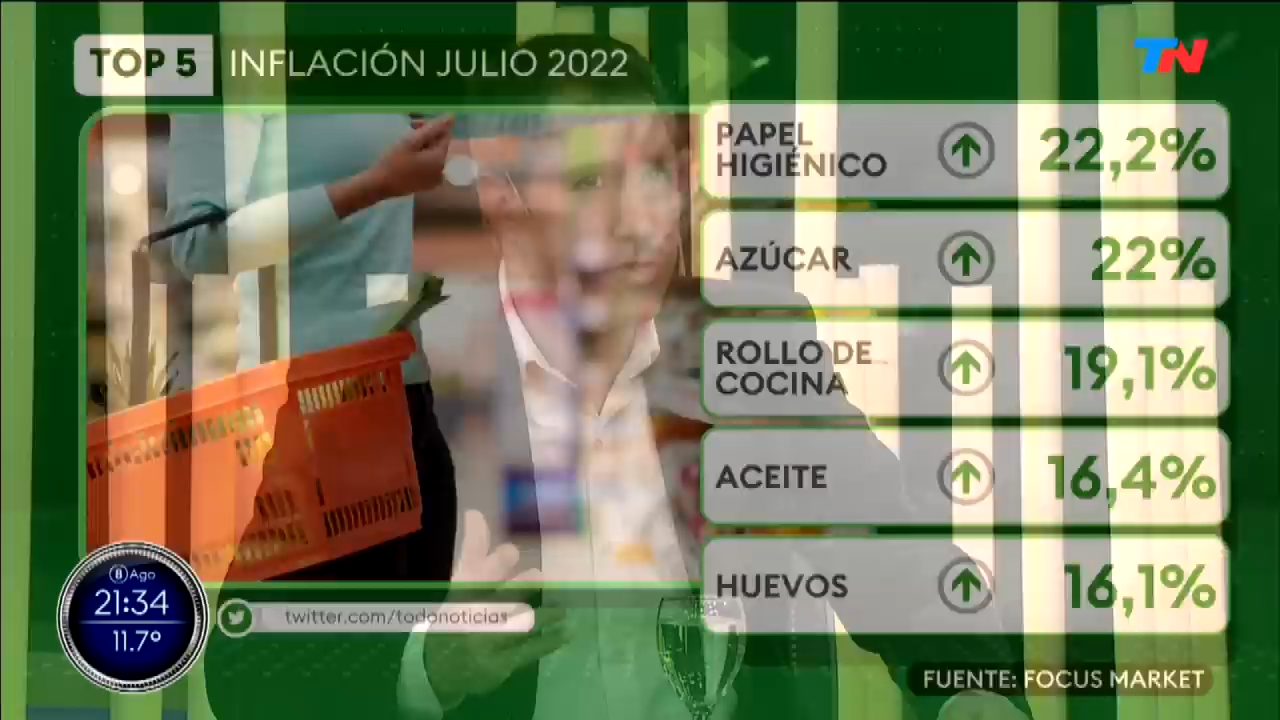 TOP 5 INFLACIÓN JULIO 2022
TN
PAPEL
HIGIÉNICO
22,2%
AZÚCAR
22%
ROLLO DE
COCINA
19,1%
ACEITE
16,4%
HUEVOS
16,1%
8 Ago
21:34
11.7°
twitter.com/todonoticias
FUENTE: FOCUS MARKET